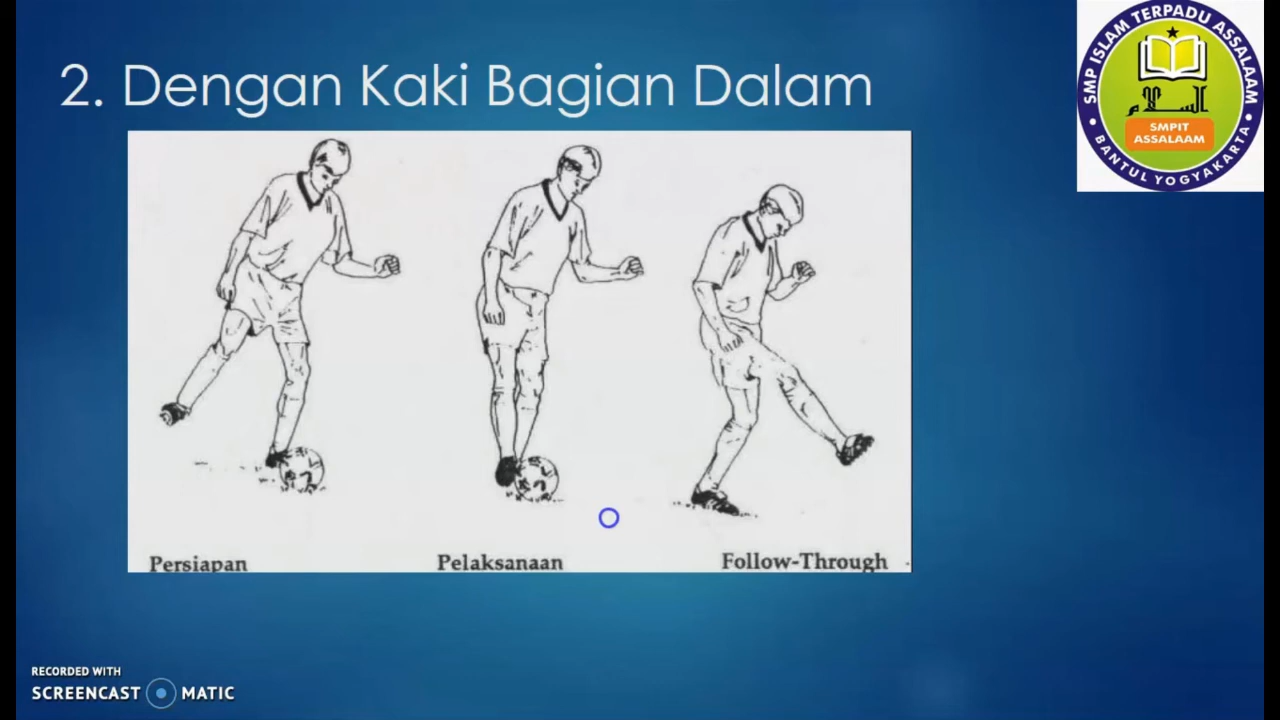 2. Dengan Kaki Bagian Dalam
SMP ISLAM TERPADU ASSALAAM
السلام
SMPIT
ASSALAAM
• BANTUL YOGYAKARTA •
Persiapan
Pelaksanaan
Follow-Through
RECORDED WITH
SCREENCAST MATIC